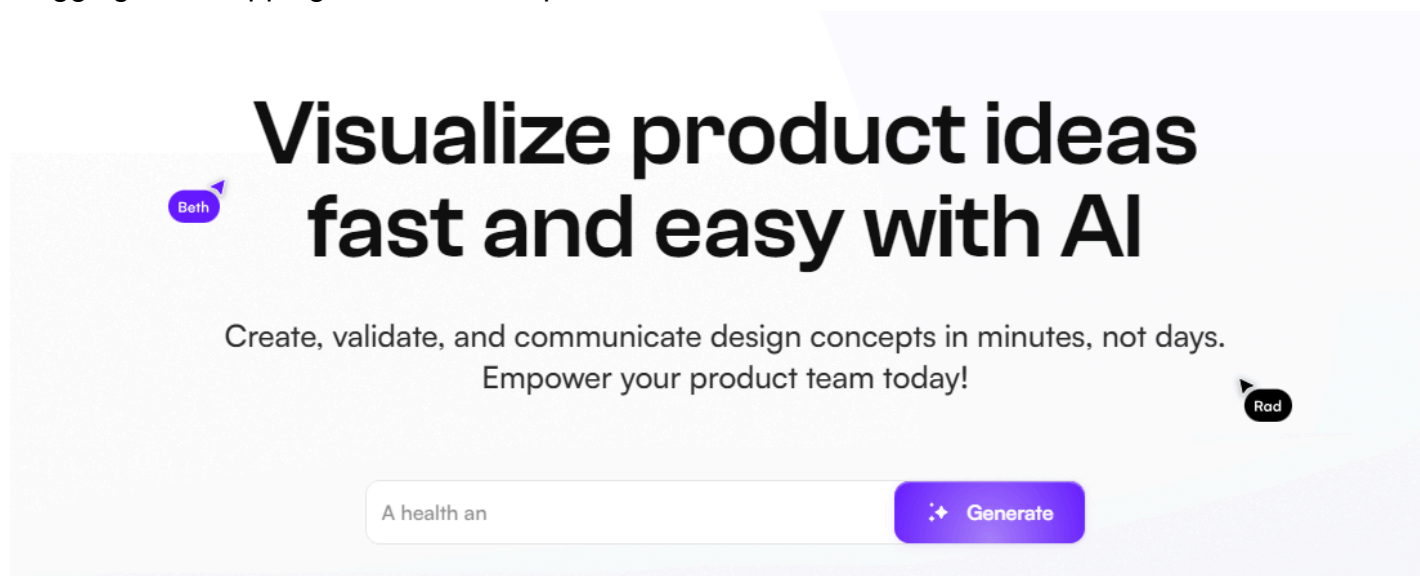 Visualize product ideas
fast and easy with AI
Beth
Create, validate, and communicate design concepts in minutes, not days.
Empower your product team today!
Rad
A health an
Generate